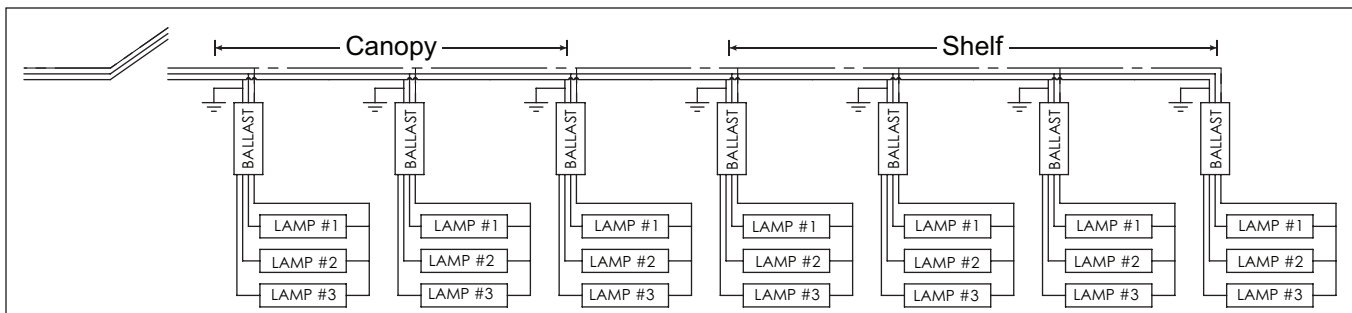 Canopy Shelf
BALLAST BALLAST BALLAST BALLAST BALLAST BALLAST BALLAST
LAMP #1 LAMP #1 LAMP #1 LAMP #1 LAMP #1 LAMP #1 LAMP #1
LAMP #2 LAMP #2 LAMP #2 LAMP #2 LAMP #2 LAMP #2 LAMP #2
LAMP #3 LAMP #3 LAMP #3 LAMP #3 LAMP #3 LAMP #3 LAMP #3